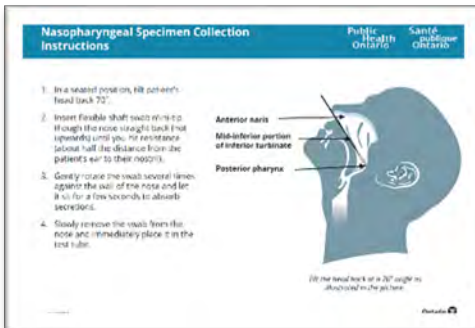 Nasopharyngeal Specimen Collection
Instructions
Public
Health
Ontario
Santé
publique
Ontario
1. In a seated position, tilt patient's
head back 70°.
2. Insert flexible shaft swab mini-tip
though the nose straight back (not
upwards) until you hit resistance
(about half the distance from the
patient's ear to their nostril).
3. Gently rotate the swab several times
against the wall of the nose and let
it sit for a few seconds to absorb
secretions.
4. Slowly remove the swab from the
nose and immediately place it in the
test tube.
Anterior naris
Mid-inferior portion
of inferior turbinate
Posterior pharynx
Tilt the head back at a 70° angle as
illustrated in the picture.
Ontario